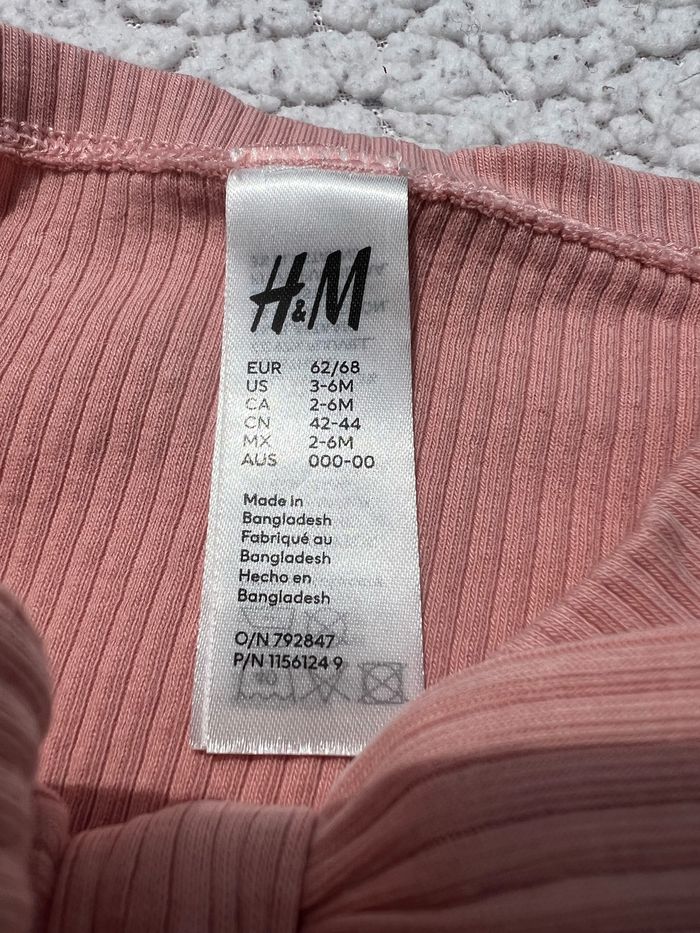 H&M
EUR 62/68
US 3-6M
CA 2-6M
CN 42-44
MX 2-6M
AUS 000-00
Made in
Bangladesh
Fabriqué au
Bangladesh
Hecho en
Bangladesh
O/N 792847
P/N 1156124 9